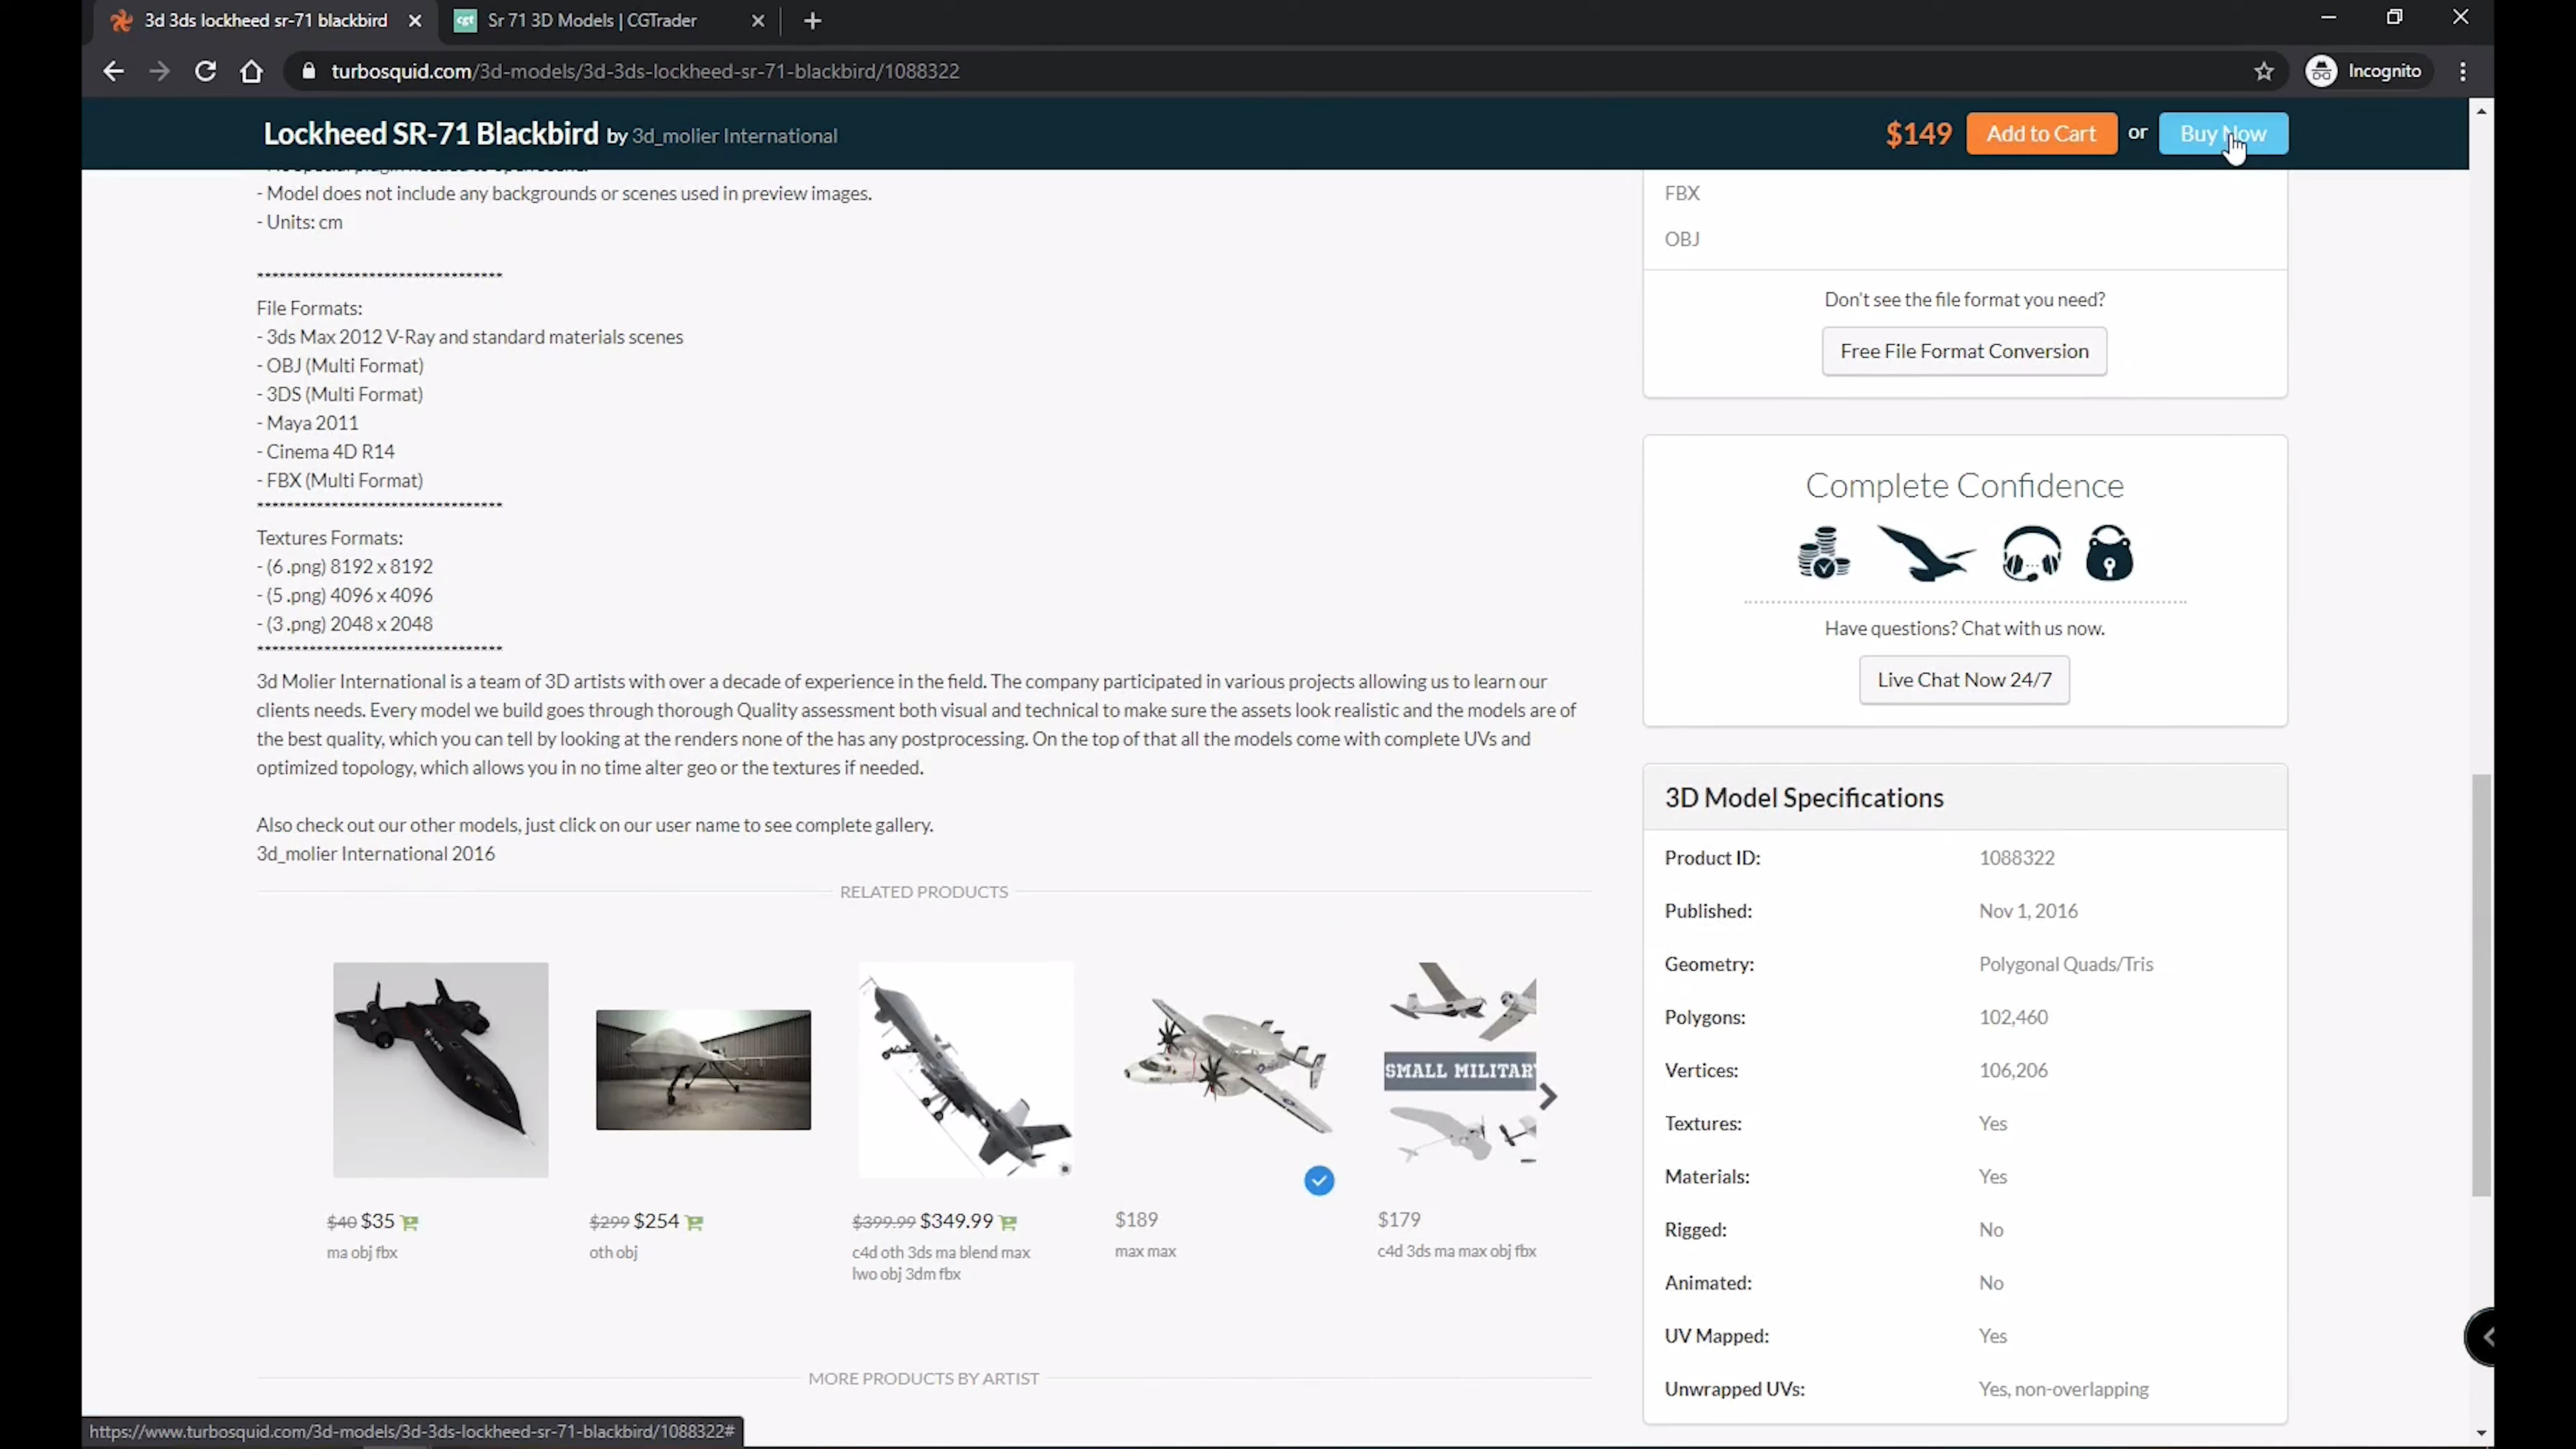 3d 3ds lockheed sr-71 blackbird
cgt Sr 71 3D Models | CGTrader
turbosquid.com/3d-models/3d-3ds-lockheed-sr-71-blackbird/1088322
Incognito
Lockheed SR-71 Blackbird by 3d_molier International
$149 Add to Cart or Buy Now
- Model does not include any backgrounds or scenes used in preview images.
- Units: cm
*********************************
File Formats:
- 3ds Max 2012 V-Ray and standard materials scenes
- OBJ (Multi Format)
- 3DS (Multi Format)
- Maya 2011
- Cinema 4D R14
- FBX (Multi Format)
*********************************
Textures Formats:
- (6 .png) 8192 x 8192
- (5 .png) 4096 x 4096
- (3 .png) 2048 x 2048
*********************************
3d Molier International is a team of 3D artists with over a decade of experience in the field. The company participated in various projects allowing us to learn our
clients needs. Every model we build goes through thorough Quality assessment both visual and technical to make sure the assets look realistic and the models are of
the best quality, which you can tell by looking at the renders none of the has any postprocessing. On the top of that all the models come with complete UVs and
optimized topology, which allows you in no time alter geo or the textures if needed.
Also check out our other models, just click on our user name to see complete gallery.
3d_molier International 2016
RELATED PRODUCTS
SMALL MILITAR
$40 $35
ma obj fbx
$299 $254
oth obj
$399.99 $349.99
c4d oth 3ds ma blend max
lwo obj 3dm fbx
$189
max max
$179
c4d 3ds ma max obj fbx
MORE PRODUCTS BY ARTIST
FBX
OBJ
Don't see the file format you need?
Free File Format Conversion
Complete Confidence
Have questions? Chat with us now.
Live Chat Now 24/7
3D Model Specifications
Product ID: 1088322
Published: Nov 1, 2016
Geometry: Polygonal Quads/Tris
Polygons: 102,460
Vertices: 106,206
Textures: Yes
Materials: Yes
Rigged: No
Animated: No
UV Mapped: Yes
Unwrapped UVs: Yes, non-overlapping
https://www.turbosquid.com/3d-models/3d-3ds-lockheed-sr-71-blackbird/1088322#